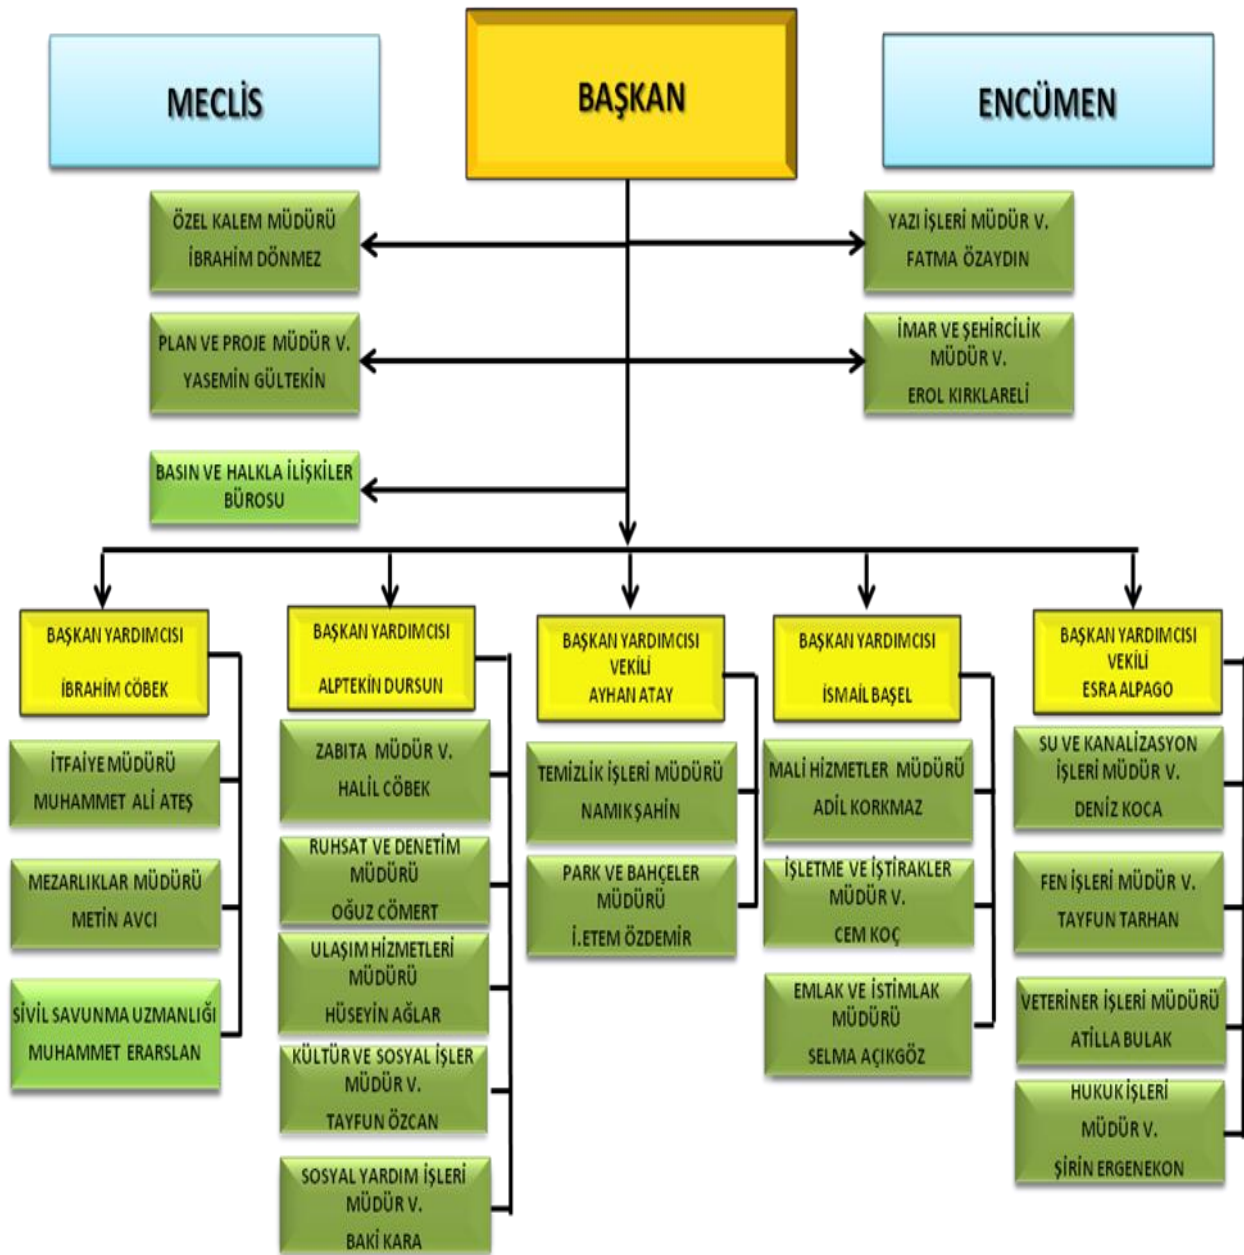 MECLİS
BAŞKAN
ENCÜMEN
ÖZEL KALEM MÜDÜRÜ
İBRAHİM DÖNMEZ
YAZI İŞLERİ MÜDÜR V.
FATMA ÖZAYDIN
PLAN VE PROJE MÜDÜR V.
YASEMİN GÜLTEKİN
İMAR VE ŞEHİRCİLİK
MÜDÜR V.
EROL KIRKLARELİ
BASIN VE HALKLA İLİŞKİLER
BÜROSU
BAŞKAN YARDIMCISI
İBRAHİM CÖBEK
İTFAİYE MÜDÜRÜ
MUHAMMET ALİ ATEŞ
MEZARLIKLAR MÜDÜRÜ
METİN AVCI
SİVİL SAVUNMA UZMANLIĞI
MUHAMMET ERARSLAN
BAŞKAN YARDIMCISI
ALPTEKİN DURSUN
ZABITA MÜDÜR V.
HALİL CÖBEK
RUHSAT VE DENETİM
MÜDÜRÜ
OĞUZ CÖMERT
ULAŞIM HİZMETLERİ
MÜDÜRÜ
HÜSEYİN AĞLAR
KÜLTÜR VE SOSYAL İŞLER
MÜDÜR V.
TAYFUN ÖZCAN
SOSYAL YARDIM İŞLERİ
MÜDÜR V.
BAKİ KARA
BAŞKAN YARDIMCISI
VEKİLİ
AYHAN ATAY
TEMİZLİK İŞLERİ MÜDÜRÜ
NAMIK ŞAHİN
PARK VE BAHÇELER
MÜDÜRÜ
İ.ETEM ÖZDEMİR
BAŞKAN YARDIMCISI
İSMAİL BAŞEL
MALİ HİZMETLER MÜDÜRÜ
ADİL KORKMAZ
İŞLETME VE İŞTİRAKLER
MÜDÜR V.
CEM KOÇ
EMLAK VE İSTİMLAK
MÜDÜRÜ
SELMA AÇIKGÖZ
BAŞKAN YARDIMCISI
VEKİLİ
ESRA ALPAGO
SU VE KANALİZASYON
İŞLERİ MÜDÜR V.
DENİZ KOCA
FEN İŞLERİ MÜDÜR V.
TAYFUN TARHAN
VETERİNER İŞLERİ MÜDÜRÜ
ATİLLA BULAK
HUKUK İŞLERİ
MÜDÜR V.
ŞİRİN ERGENEKON